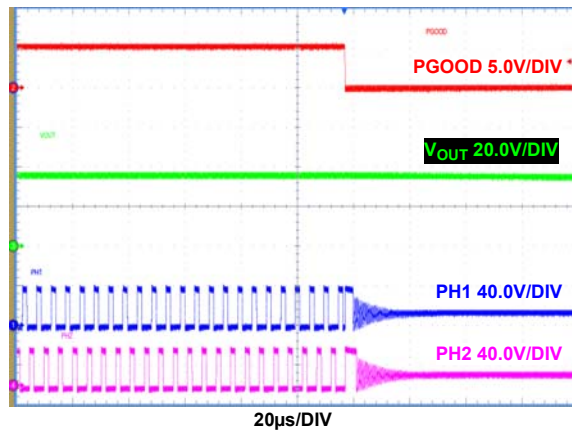 PGOOD
PGOOD 5.0V/DIV
VOUT
VOUT 20.0V/DIV
PH1
PH1 40.0V/DIV
PH2
PH2 40.0V/DIV
20µs/DIV